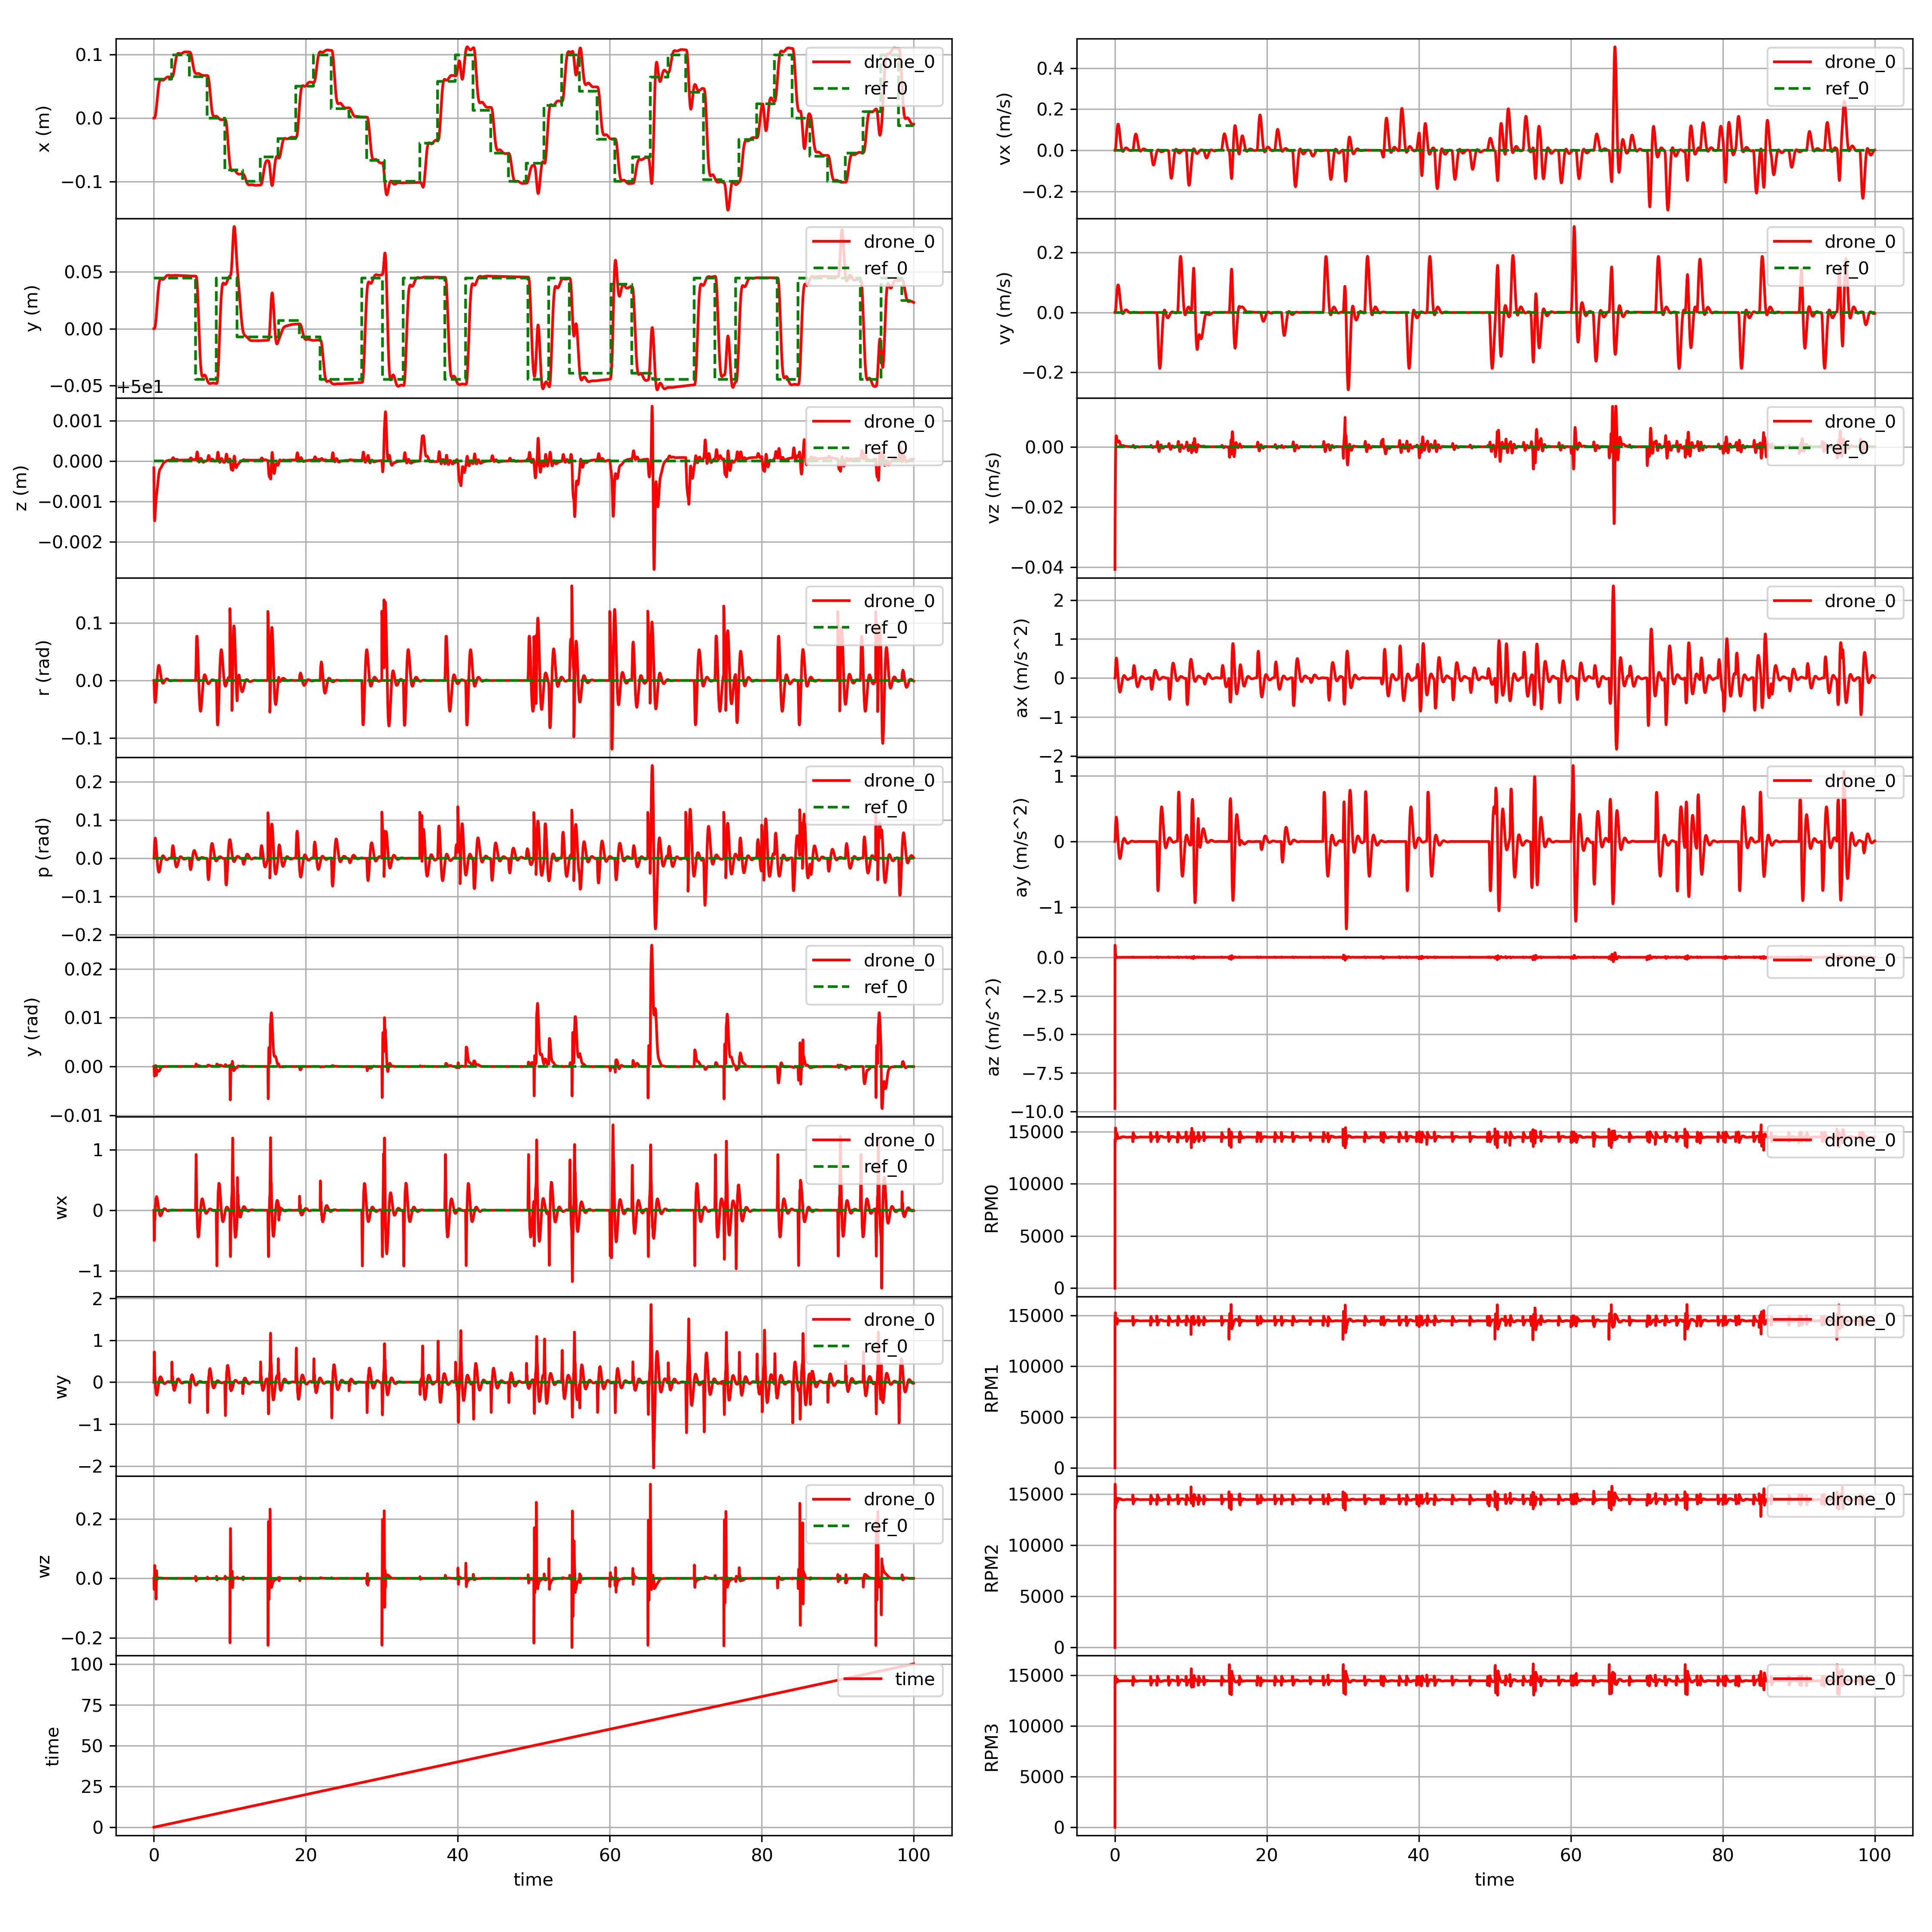 x (m)
0.1
0.0
−0.1
drone_0
ref_0
y (m)
0.05
0.00
−0.05
drone_0
ref_0
+5e1
z (m)
0.001
0.000
−0.001
−0.002
drone_0
ref_0
r (rad)
0.1
0.0
−0.1
drone_0
ref_0
p (rad)
0.2
0.1
0.0
−0.1
−0.2
drone_0
ref_0
y (rad)
0.02
0.01
0.00
−0.01
drone_0
ref_0
wx
1
0
−1
drone_0
ref_0
wy
2
1
0
−1
−2
drone_0
ref_0
wz
0.2
0.0
−0.2
drone_0
ref_0
time
100
75
50
25
0
time
0 20 40 60 80 100
time
vx (m/s)
0.4
0.2
0.0
−0.2
drone_0
ref_0
vy (m/s)
0.2
0.0
−0.2
drone_0
ref_0
vz (m/s)
0.00
−0.02
−0.04
drone_0
ref_0
ax (m/s^2)
2
1
0
−1
−2
drone_0
ay (m/s^2)
1
0
−1
drone_0
az (m/s^2)
0.0
−2.5
−5.0
−7.5
−10.0
drone_0
RPM0
15000
10000
5000
0
drone_0
RPM1
15000
10000
5000
0
drone_0
RPM2
15000
10000
5000
0
drone_0
RPM3
15000
10000
5000
0
drone_0
0 20 40 60 80 100
time